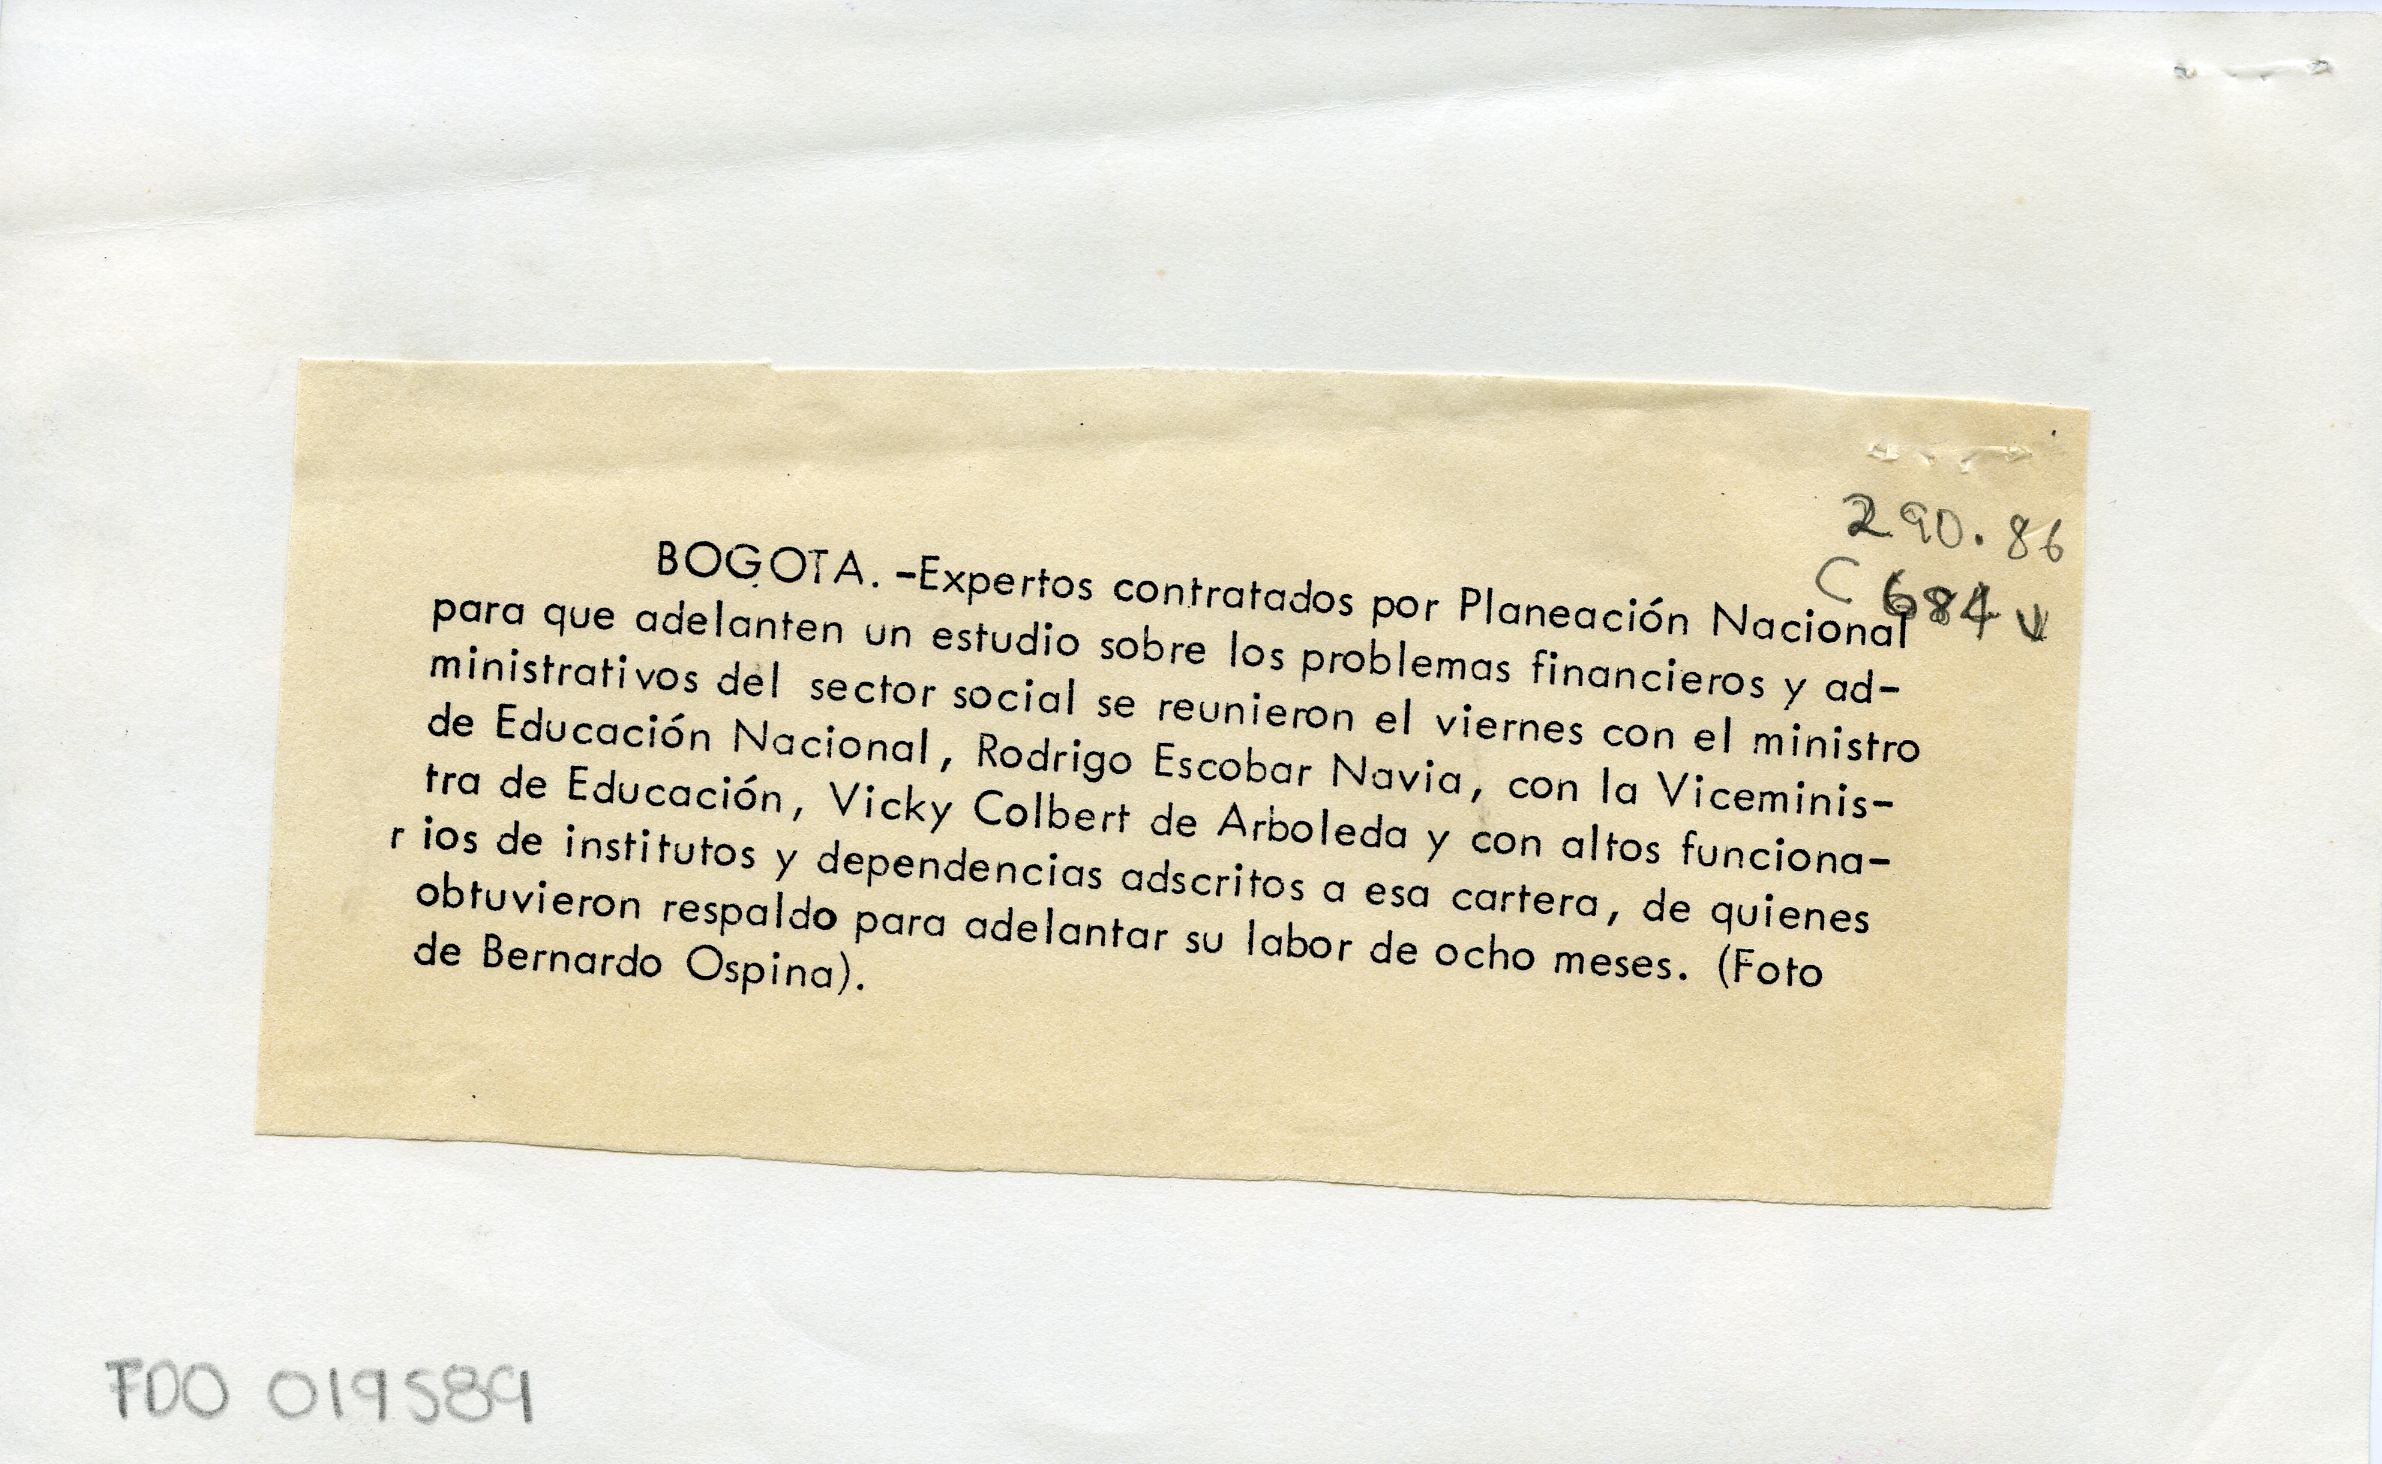 290.86
C684v
BOGOTA. -Expertos contratados por Planeación Nacional
para que adelanten un estudio sobre los problemas financieros y ad-
ministrativos del sector social se reunieron el viernes con el ministro
de Educación Nacional, Rodrigo Escobar Navia, con la Viceminis-
tra de Educación, Vicky Colbert de Arboleda y con altos funciona-
r ios de institutos y dependencias adscritos a esa cartera, de quienes
obtuvieron respaldo para adelantar su labor de ocho meses. (Foto
de Bernardo Ospina).
FDO 019589